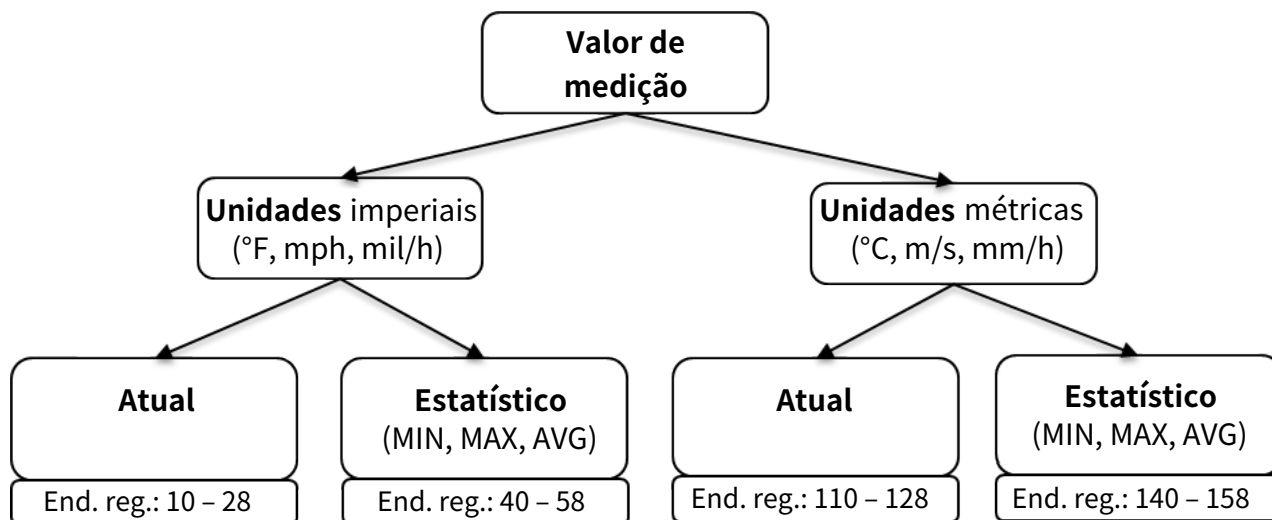 Valor de
medição
Unidades imperiais
(°F, mph, mil/h)
Unidades métricas
(°C, m/s, mm/h)
Atual
End. reg.: 10 – 28
Estatístico
(MIN, MAX, AVG)
End. reg.: 40 – 58
Atual
End. reg.: 110 – 128
Estatístico
(MIN, MAX, AVG)
End. reg.: 140 – 158